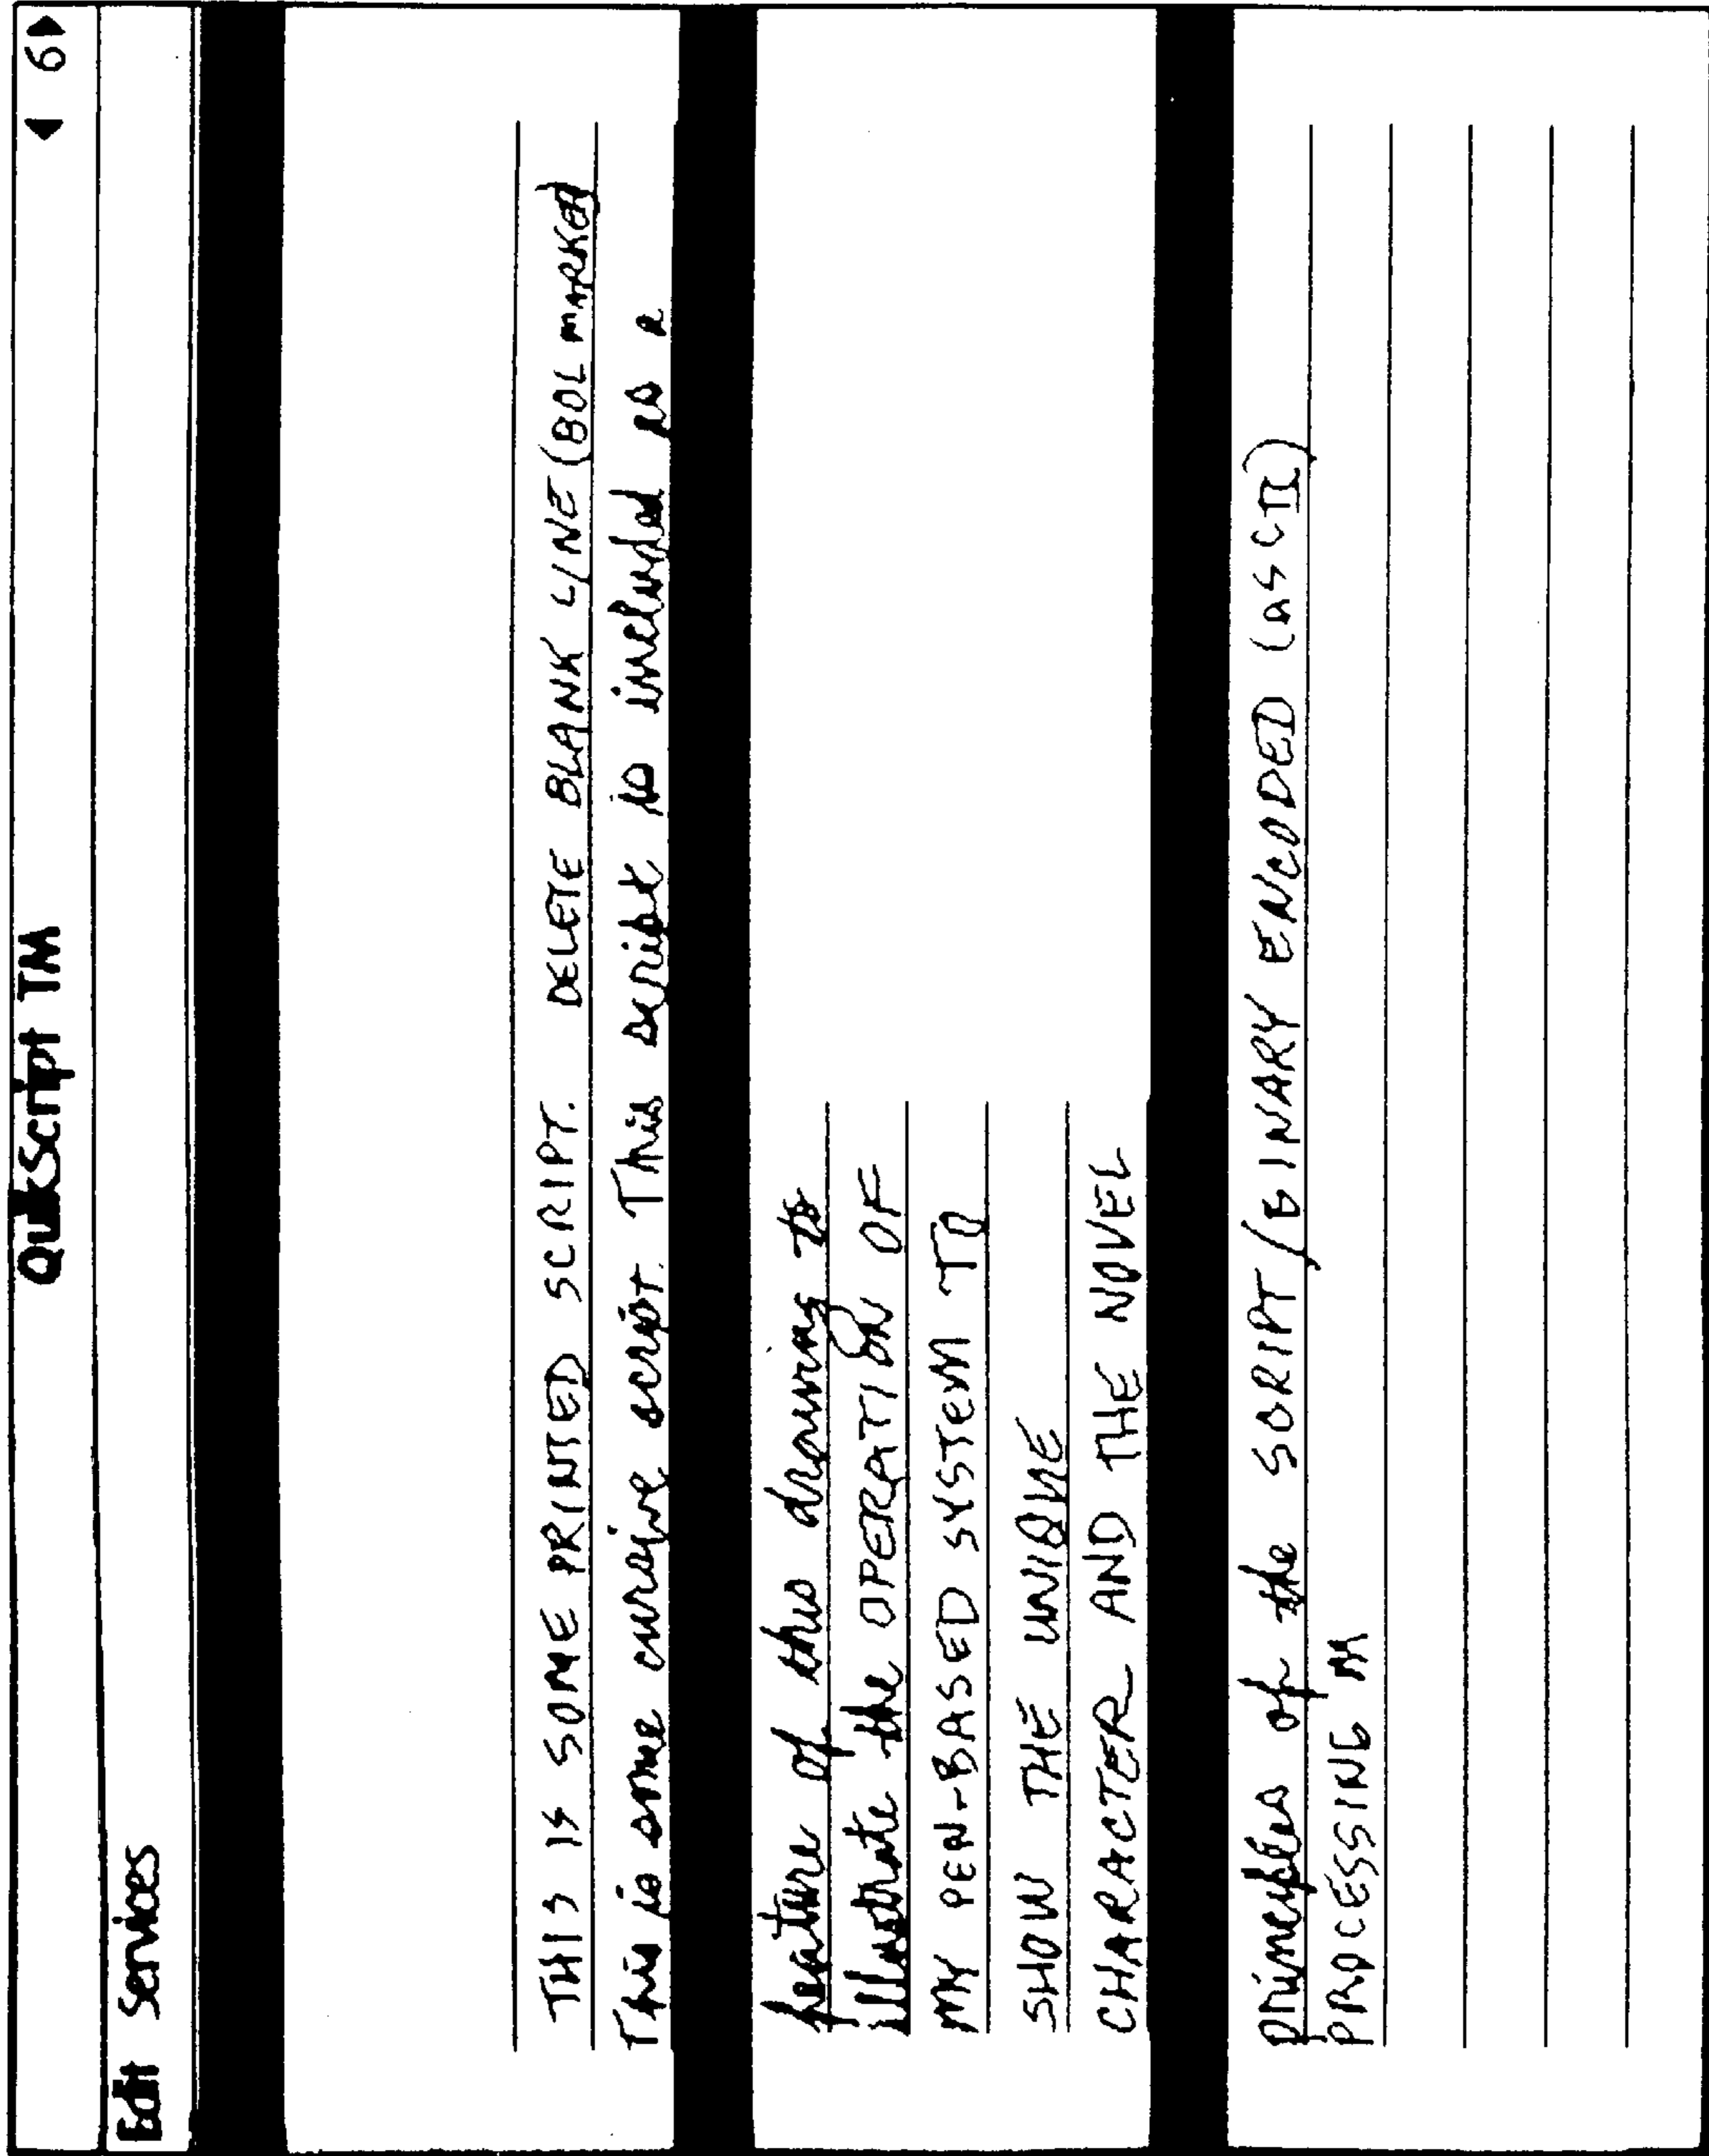 QuikScript TM
◀ 6▶
Edit Services
THIS IS SOME PRINTED SCRIPT. DELETE BLANK LINE (BOL MARKED
This is some cursive script. This script is included as a
feature of this drawing to
illustrate the OPERATION OF
MY PEN-BASED SYSTEM TO
SHOW THE UNIQUE
CHARACTER AND THE NOVEL
principles of the SCRIPT/BINARY ENCODED (ASCII)
PROCESSING M